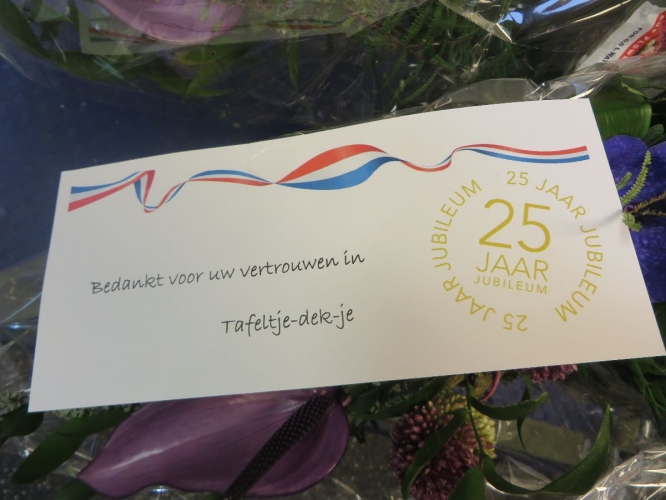 Bedankt voor uw vertrouwen in
Tafeltje-dek-je
25 JAAR JUBILEUM
25 JAAR JUBILEUM
25
JAAR
JUBILEUM